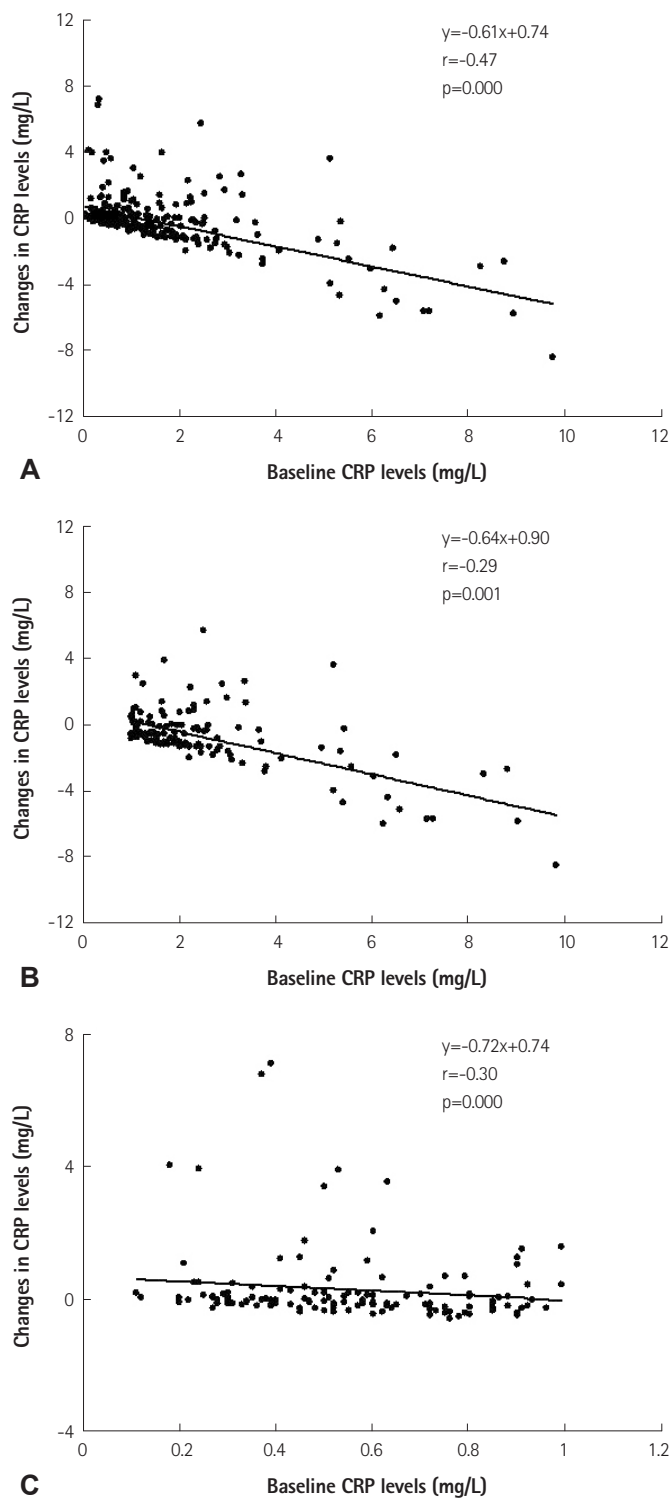 12
8
4
0
-4
-8
-12
Changes in CRP levels (mg/L)
y=-0.61x+0.74
r=-0.47
p=0.000
0 2 4 6 8 10 12
Baseline CRP levels (mg/L)
A
12
8
4
0
-4
-8
-12
Changes in CRP levels (mg/L)
y=-0.64x+0.90
r=-0.29
p=0.001
0 2 4 6 8 10 12
Baseline CRP levels (mg/L)
B
8
4
0
-4
Changes in CRP levels (mg/L)
y=-0.72x+0.74
r=-0.30
p=0.000
0 0.2 0.4 0.6 0.8 1 1.2
Baseline CRP levels (mg/L)
C